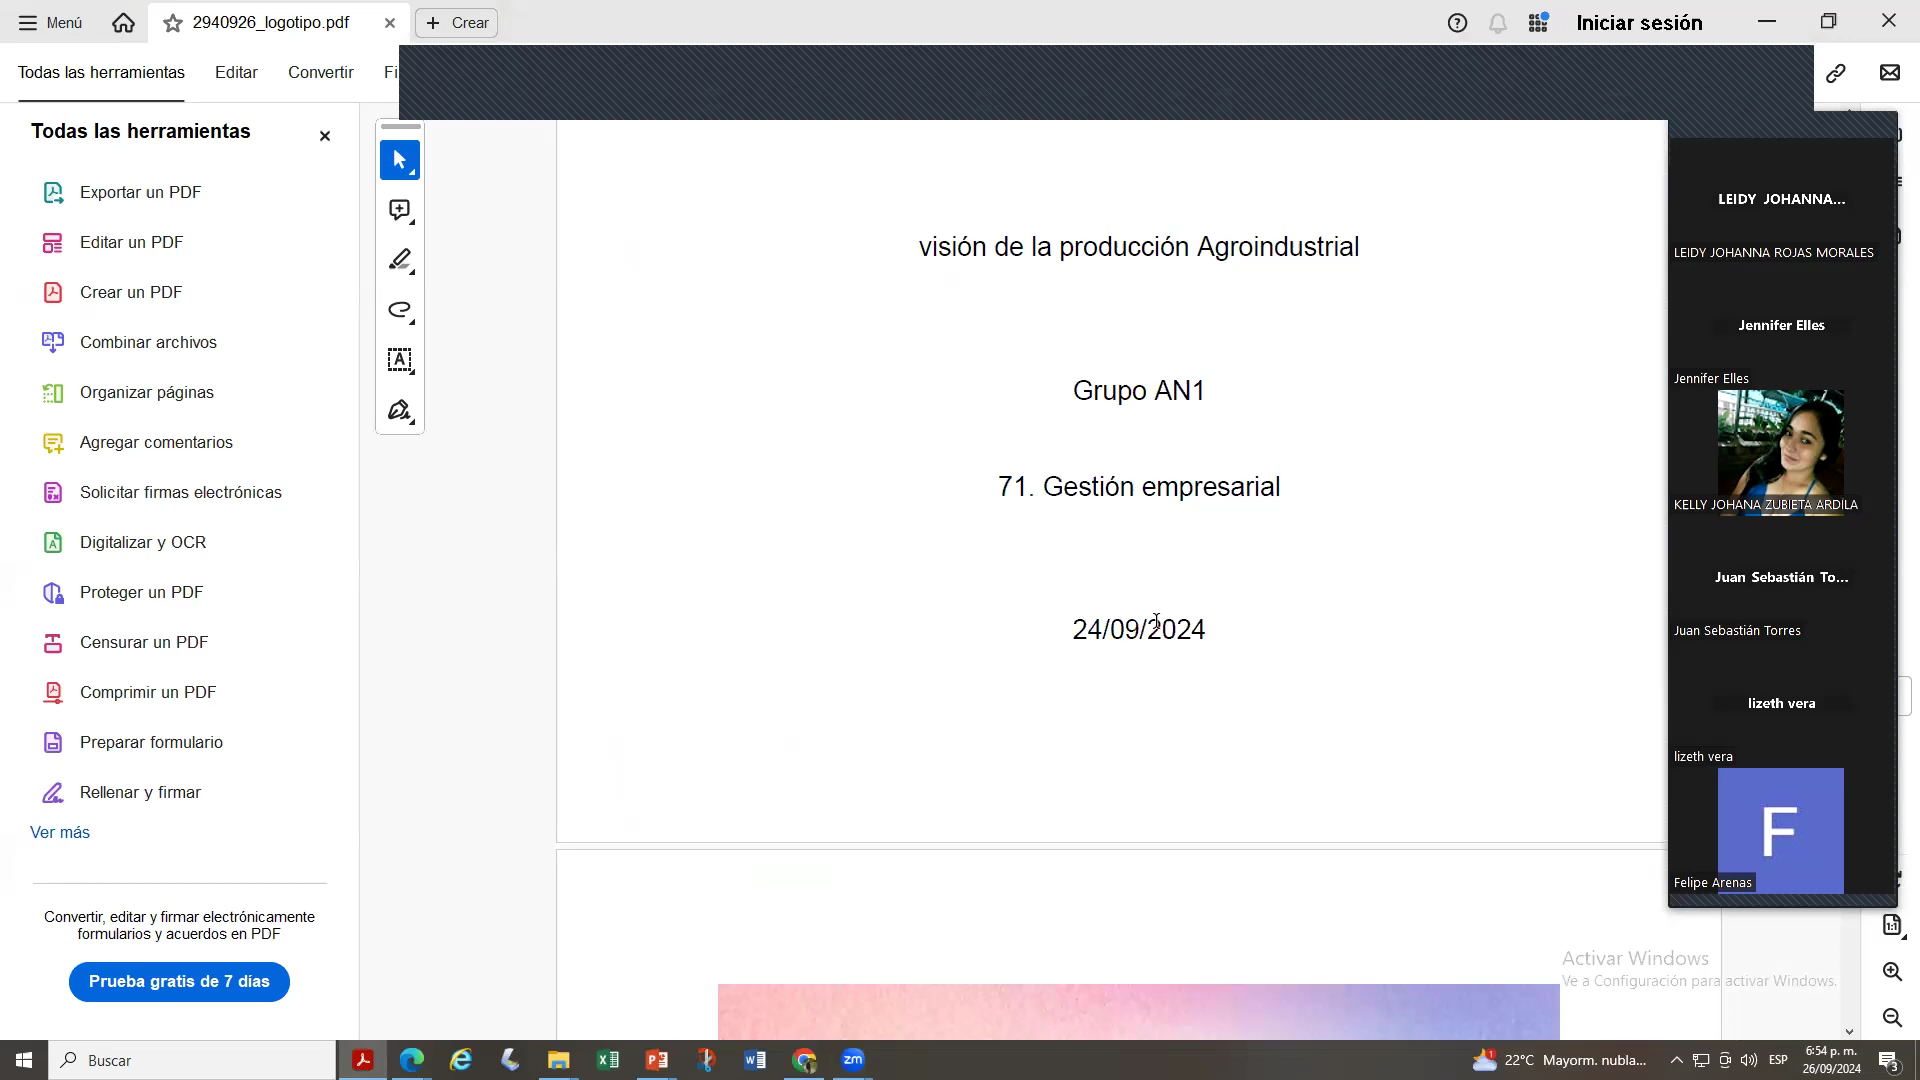 Menú
2940926_logotipo.pdf
Crear
Iniciar sesión
Todas las herramientas
Editar
Convertir
Fi
Todas las herramientas
Exportar un PDF
Editar un PDF
Crear un PDF
Combinar archivos
Organizar páginas
Agregar comentarios
Solicitar firmas electrónicas
Digitalizar y OCR
Proteger un PDF
Censurar un PDF
Comprimir un PDF
Preparar formulario
Rellenar y firmar
Ver más
Convertir, editar y firmar electrónicamente
formularios y acuerdos en PDF
Prueba gratis de 7 días
visión de la producción Agroindustrial
Grupo AN1
71. Gestión empresarial
24/09/2024
LEIDY JOHANNA...
LEIDY JOHANNA ROJAS MORALES
Jennifer Elles
Jennifer Elles
KELLY JOHANA ZUBIETA ARDILA
Juan Sebastián To...
Juan Sebastián Torres
lizeth vera
lizeth vera
F
Felipe Arenas
Activar Windows
Ve a Configuración para activar Windows.
Buscar
22°C Mayorm. nubla...
ESP
6:54 p. m.
26/09/2024